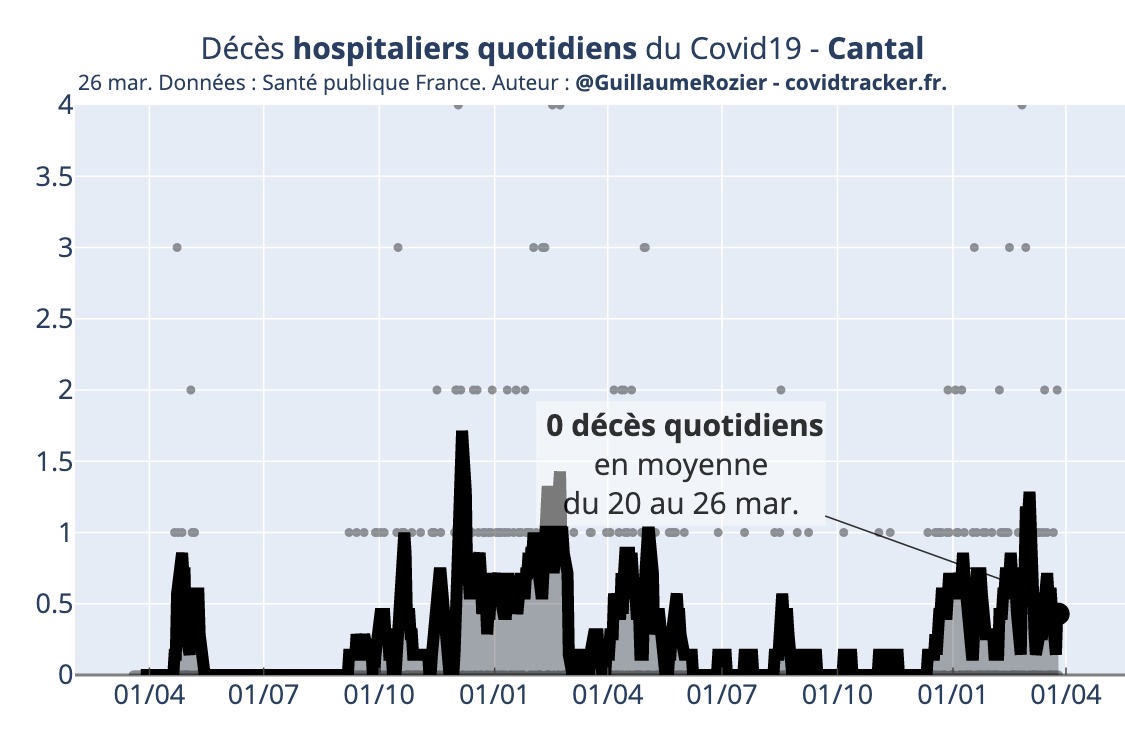 Décès hospitaliers quotidiens du Covid19 - Cantal
26 mar. Données : Santé publique France. Auteur : @GuillaumeRozier - covidtracker.fr.
4
3.5
3
2.5
2
0 décès quotidiens
en moyenne
du 20 au 26 mar.
1.5
1
0.5
0
01/04 01/07 01/10 01/01 01/04 01/07 01/10 01/01 01/04